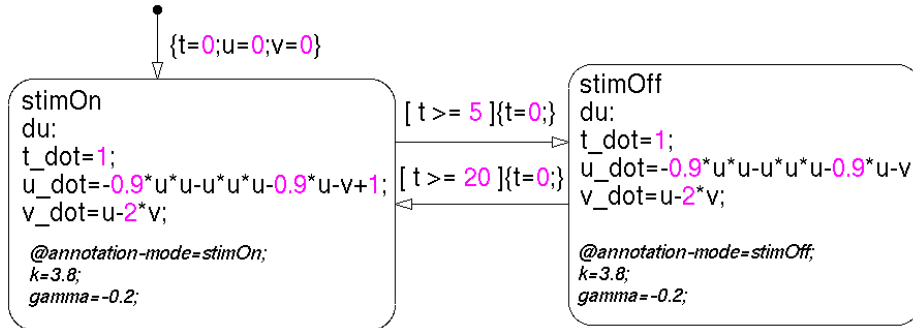 {t=0;u=0;v=0}
stimOn
du:
t_dot=1;
u_dot=-0.9*u*u-u*u*u-0.9*u-v+1;
v_dot=u-2*v;
@annotation-mode=stimOn;
k=3.8;
gamma=-0.2;
[ t >= 5 ]{t=0;}
[ t >= 20 ]{t=0;}
stimOff
du:
t_dot=1;
u_dot=-0.9*u*u-u*u*u-0.9*u-v
v_dot=u-2*v;
@annotation-mode=stimOff;
k=3.8;
gamma=-0.2;